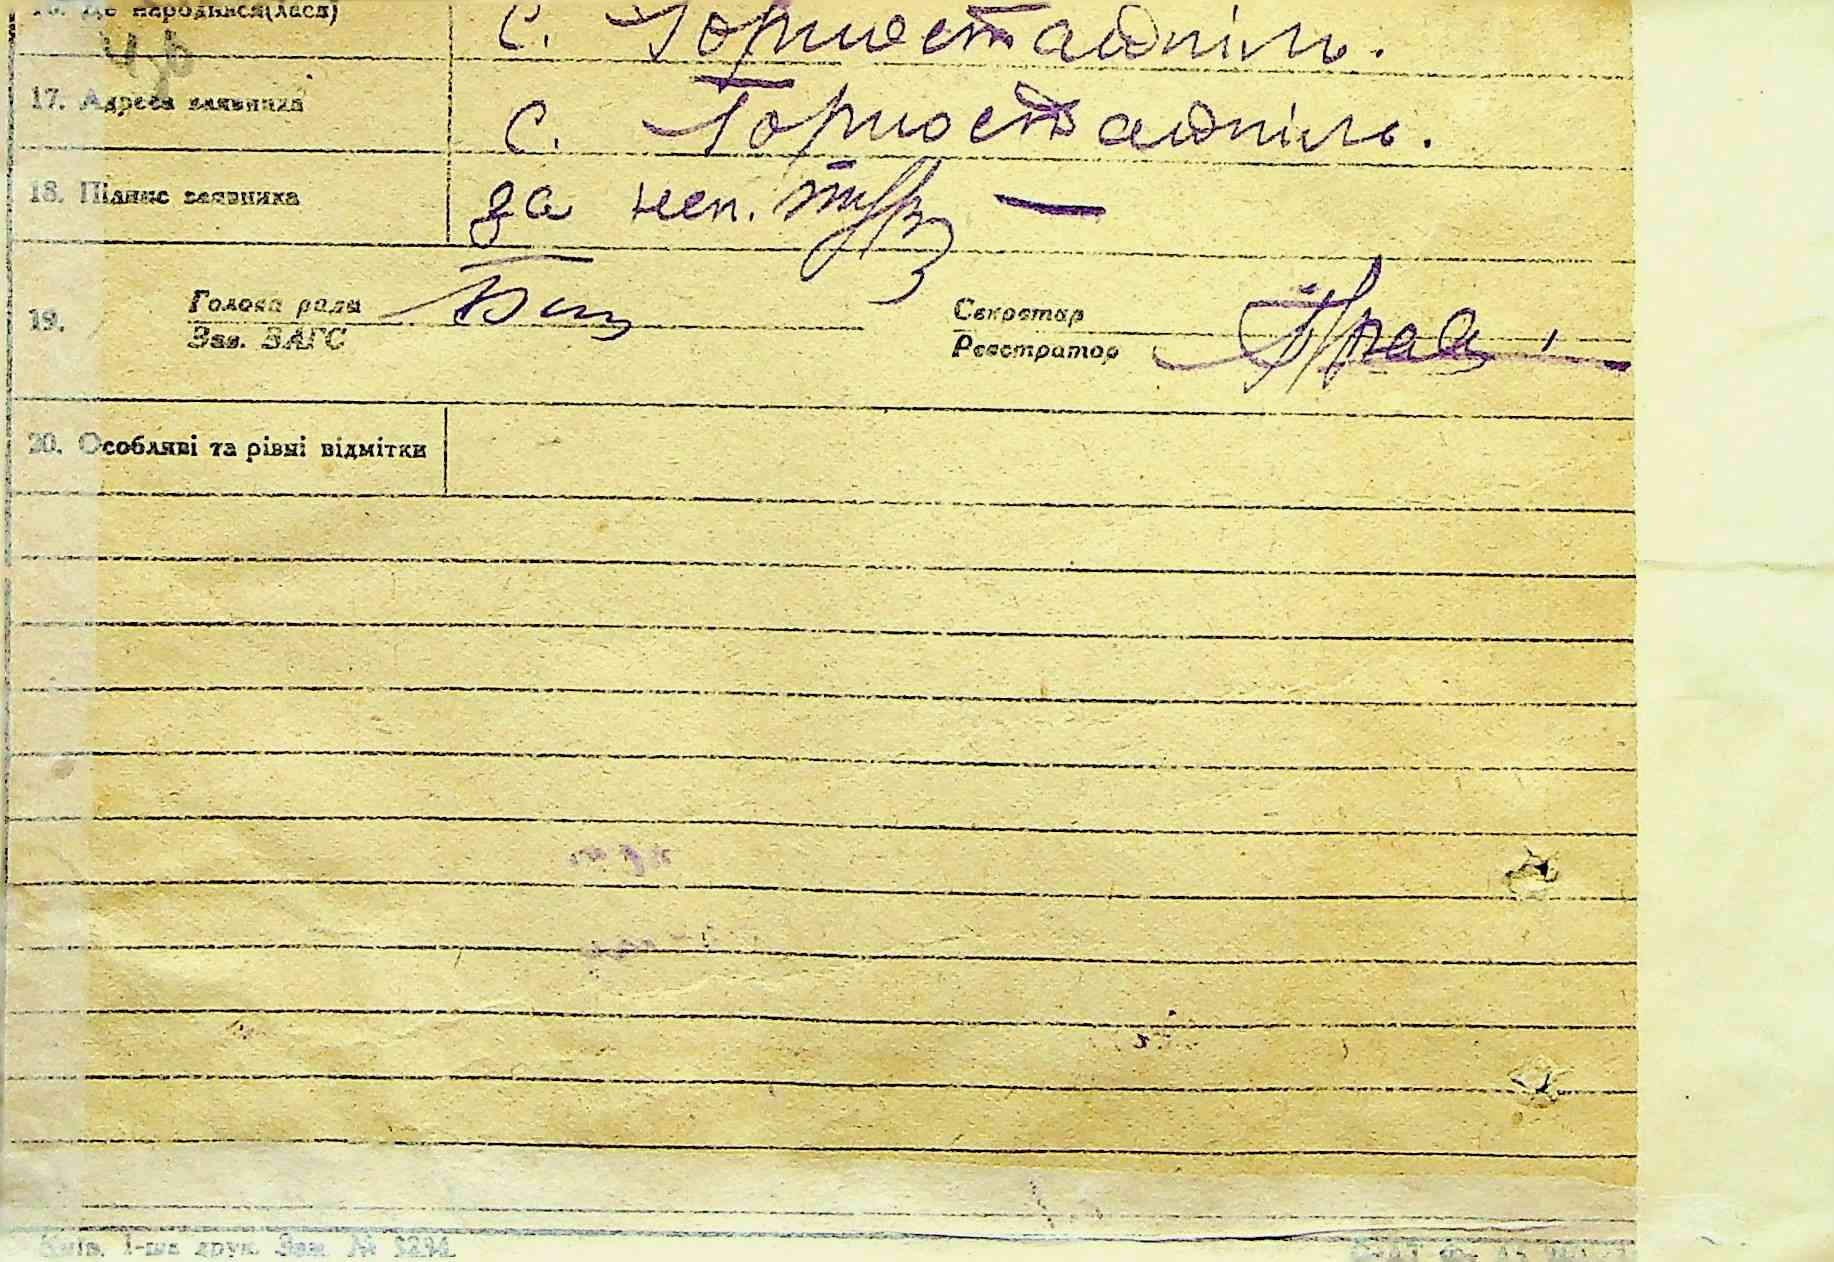 16. Де народився(лася) с. Горностайпіль.
17. Адреса заявника с. Горностайпіль.
18. Підпис заявника за неп.
19. Голова ради Секретар
Зав. ЗАГС Реєстратор
20. Особливі та різні відмітки
Київ. 1-ша друк. Зам. № 5294.